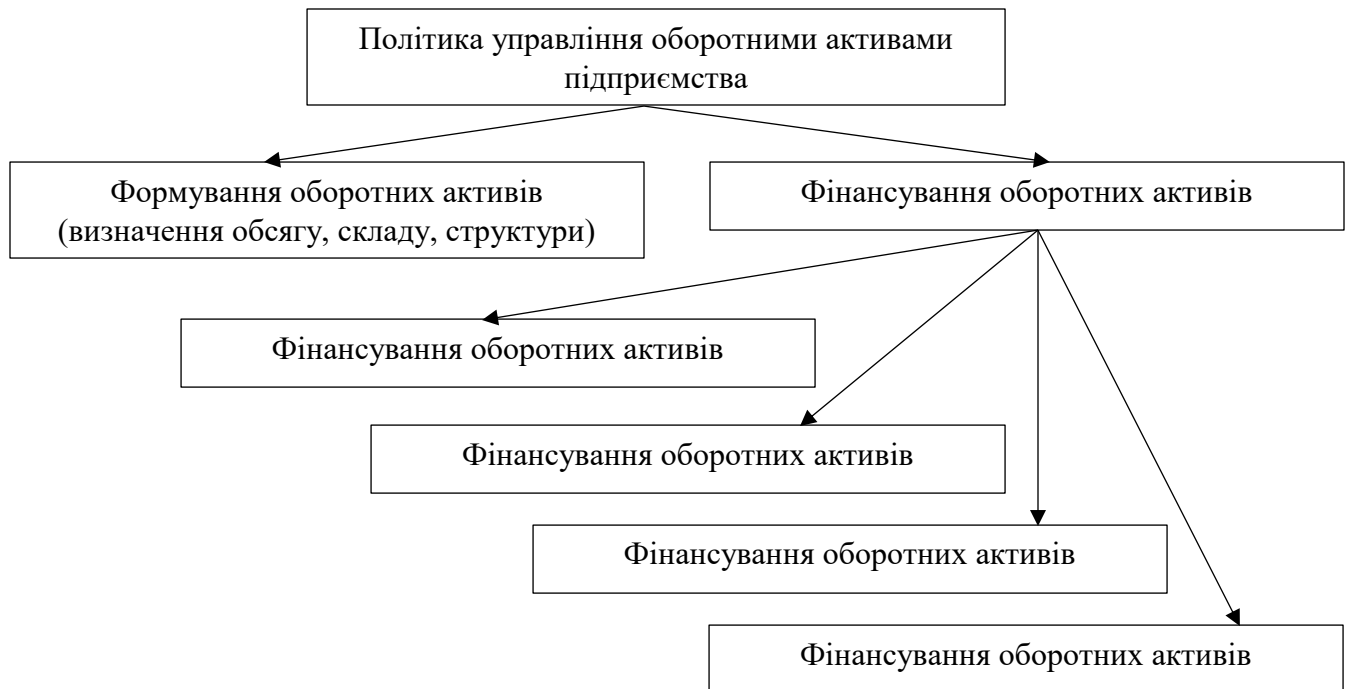 Політика управління оборотними активами
підприємства
Формування оборотних активів
(визначення обсягу, складу, структури)
Фінансування оборотних активів
Фінансування оборотних активів
Фінансування оборотних активів
Фінансування оборотних активів
Фінансування оборотних активів